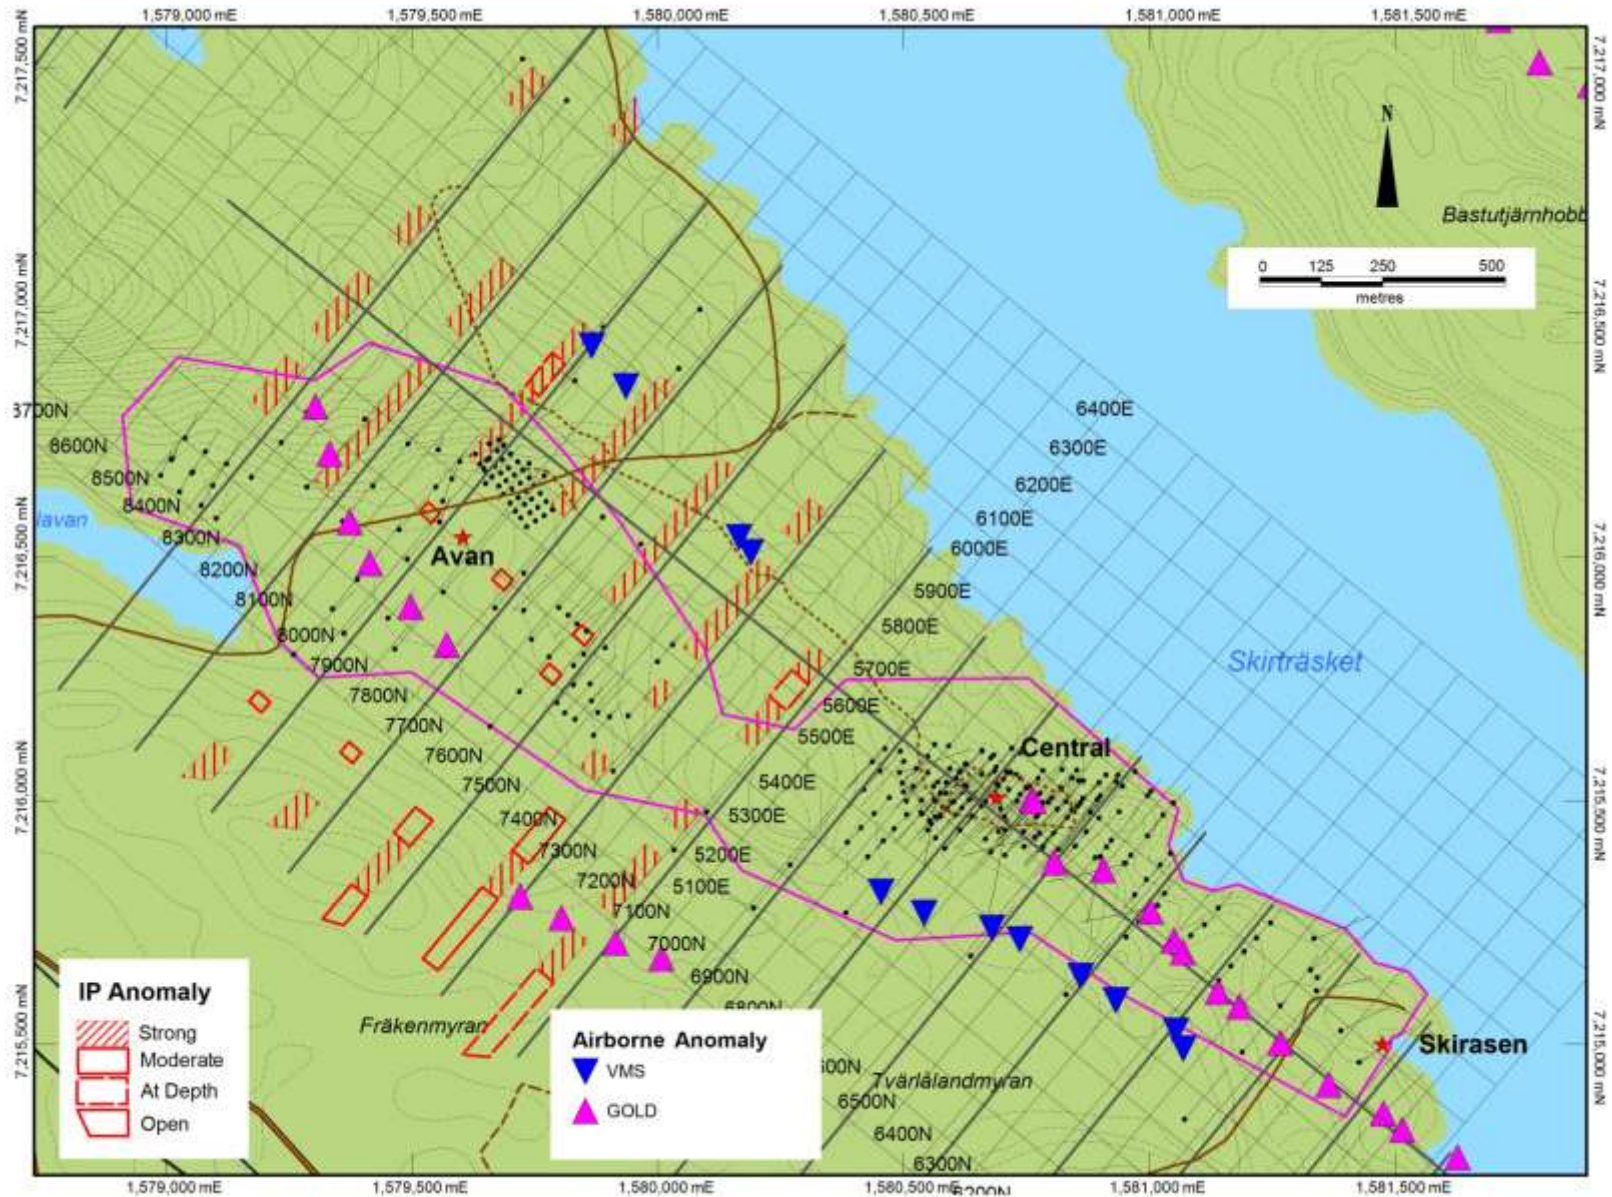 1,579,000 mE
1,579,500 mE
1,580,000 mE
1,580,500 mE
1,581,000 mE
1,581,500 mE
7,217,500 mN
7,217,000 mN
7,216,500 mN
7,216,000 mN
7,215,500 mN
7,217,000 mN
7,216,500 mN
7,216,000 mN
7,215,500 mN
7,215,000 mN
N
Bastutjärnhobb
0 125 250 500
metres
6400E
6300E
6200E
6100E
6000E
5900E
5800E
5700E
5600E
5500E
5400E
5300E
5200E
5100E
3700N
8600N
8500N
8400N
8300N
8200N
8100N
8000N
7900N
7800N
7700N
7600N
7500N
7400N
7300N
7200N
7100N
7000N
6900N
6800N
6500N
6400N
6300N
6200N
lavan
Avan
Skirträsket
Central
Skirasen
Fräkenmyran
Tvärlålandmyran
IP Anomaly
Strong
Moderate
At Depth
Open
Airborne Anomaly
VMS
GOLD
1,579,000 mE
1,579,500 mE
1,580,000 mE
1,580,500 mE
1,581,000 mE
1,581,500 mE